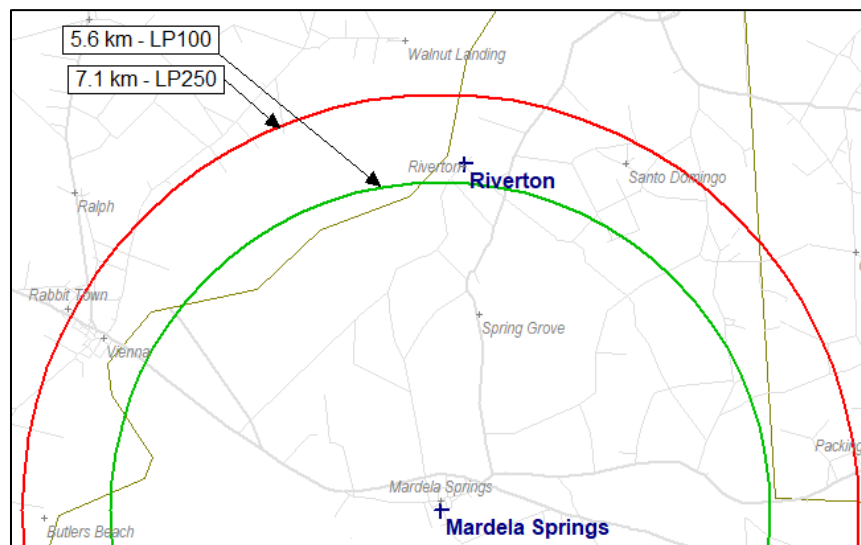 5.6 km - LP100
Walnut Landing
7.1 km - LP250
Riverton
Riverton
Santo Domingo
Ralph
Rabbit Town
Spring Grove
Vienna
Packing
Mardela Springs
Mardela Springs
Butlers Beach